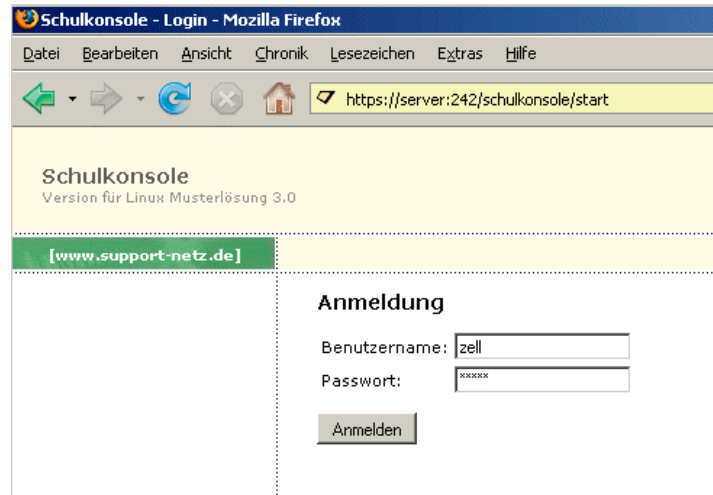 Schulkonsole - Login - Mozilla Firefox
Datei Bearbeiten Ansicht Chronik Lesezeichen Extras Hilfe
https://server:242/schulkonsole/start
Schulkonsole
Version für Linux Musterlösung 3.0
[www.support-netz.de]
Anmeldung
Benutzername: zell
Passwort: *****
Anmelden